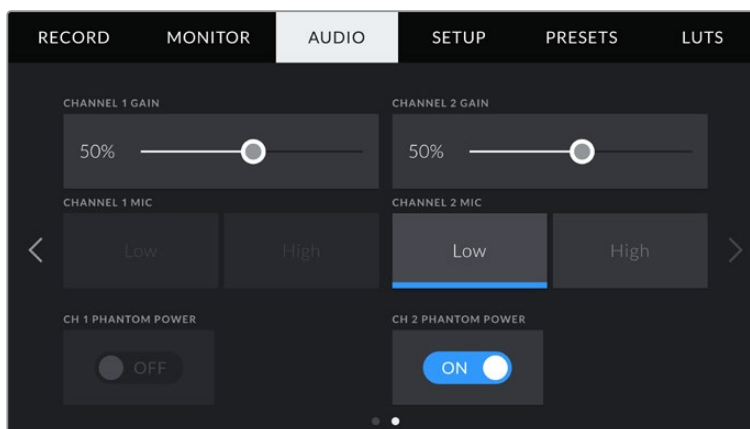 RECORD MONITOR AUDIO SETUP PRESETS LUTS
CHANNEL 1 GAIN CHANNEL 2 GAIN
50% 50%
CHANNEL 1 MIC CHANNEL 2 MIC
Low High Low High
CH 1 PHANTOM POWER CH 2 PHANTOM POWER
OFF ON